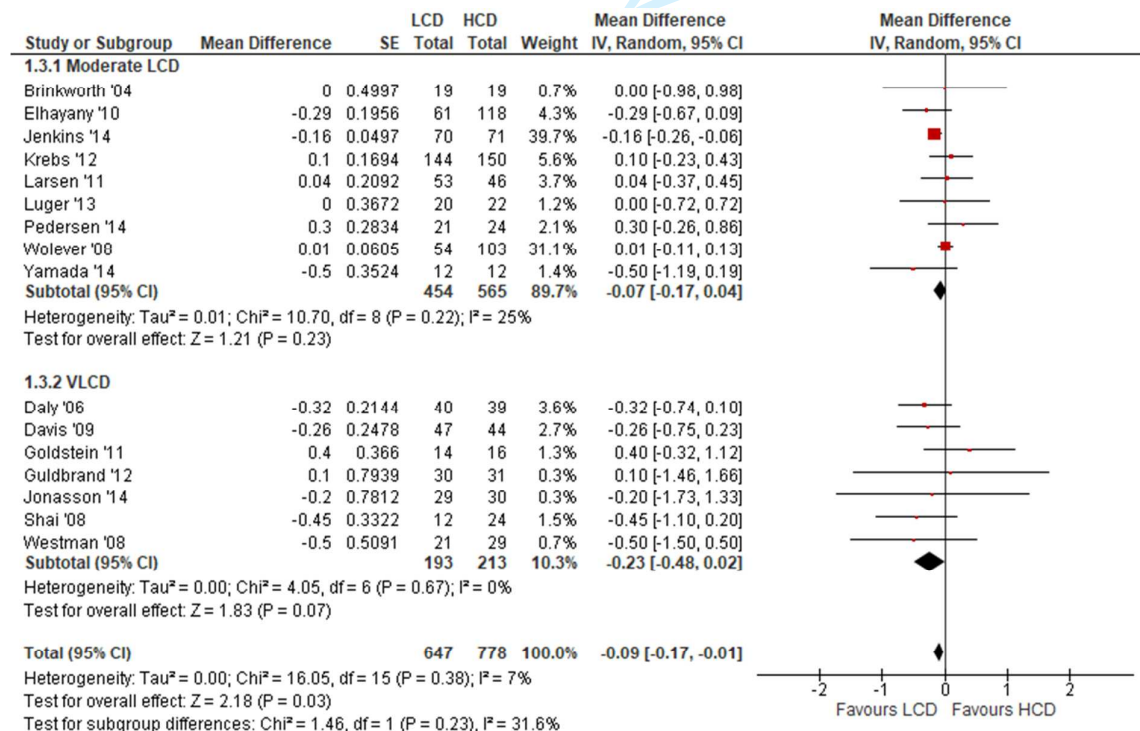 LCD HCD Mean Difference Mean Difference
Study or Subgroup Mean Difference SE Total Total Weight IV, Random, 95% CI IV, Random, 95% CI
1.3.1 Moderate LCD
Brinkworth '04 0 0.4997 19 19 0.7% 0.00 [-0.98, 0.98]
Elhayany '10 -0.29 0.1956 61 118 4.3% -0.29 [-0.67, 0.09]
Jenkins '14 -0.16 0.0497 70 71 39.7% -0.16 [-0.26, -0.06]
Krebs '12 0.1 0.1694 144 150 5.6% 0.10 [-0.23, 0.43]
Larsen '11 0.04 0.2092 53 46 3.7% 0.04 [-0.37, 0.45]
Luger '13 0 0.3672 20 22 1.2% 0.00 [-0.72, 0.72]
Pedersen '14 0.3 0.2834 21 24 2.1% 0.30 [-0.26, 0.86]
Wolever '08 0.01 0.0605 54 103 31.1% 0.01 [-0.11, 0.13]
Yamada '14 -0.5 0.3524 12 12 1.4% -0.50 [-1.19, 0.19]
Subtotal (95% CI) 454 565 89.7% -0.07 [-0.17, 0.04]
Heterogeneity: Tau² = 0.01; Chi² = 10.70, df = 8 (P = 0.22); I² = 25%
Test for overall effect: Z = 1.21 (P = 0.23)
1.3.2 VLCD
Daly '06 -0.32 0.2144 40 39 3.6% -0.32 [-0.74, 0.10]
Davis '09 -0.26 0.2478 47 44 2.7% -0.26 [-0.75, 0.23]
Goldstein '11 0.4 0.366 14 16 1.3% 0.40 [-0.32, 1.12]
Guldbrand '12 0.1 0.7939 30 31 0.3% 0.10 [-1.46, 1.66]
Jonasson '14 -0.2 0.7812 29 30 0.3% -0.20 [-1.73, 1.33]
Shai '08 -0.45 0.3322 12 24 1.5% -0.45 [-1.10, 0.20]
Westman '08 -0.5 0.5091 21 29 0.7% -0.50 [-1.50, 0.50]
Subtotal (95% CI) 193 213 10.3% -0.23 [-0.48, 0.02]
Heterogeneity: Tau² = 0.00; Chi² = 4.05, df = 6 (P = 0.67); I² = 0%
Test for overall effect: Z = 1.83 (P = 0.07)
Total (95% CI) 647 778 100.0% -0.09 [-0.17, -0.01]
Heterogeneity: Tau² = 0.00; Chi² = 16.05, df = 15 (P = 0.38); I² = 7%
Test for overall effect: Z = 2.18 (P = 0.03)
Test for subgroup differences: Chi² = 1.46, df = 1 (P = 0.23), I² = 31.6%
-2 -1 0 1 2
Favours LCD Favours HCD